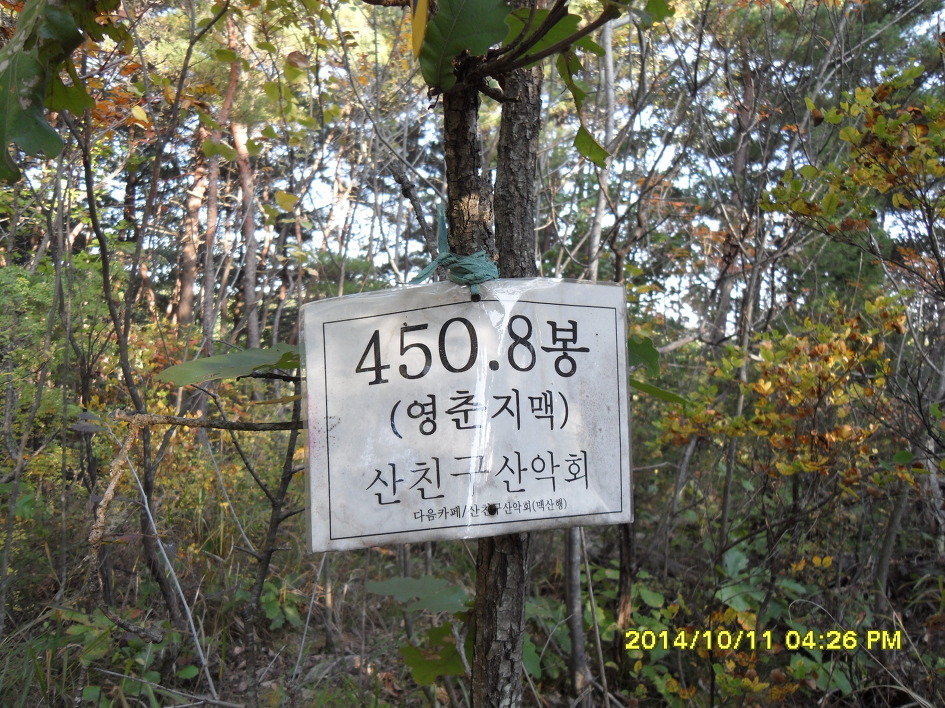 450.8봉
(영춘지맥)
산친구산악회
다음카페/산친구산악회(맥산행)
2014/10/11 04:26 PM